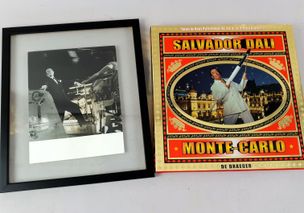 SALVADOR DALI
MONTE-CARLO
DE DRAEGER